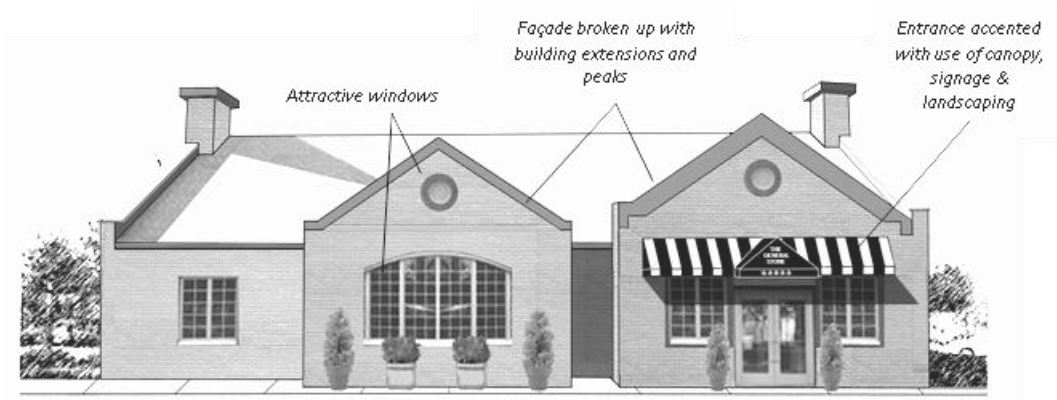 Façade broken up with
building extensions and
peaks
Entrance accented
with use of canopy,
signage &
landscaping
Attractive windows
THE
GENERAL
STORE